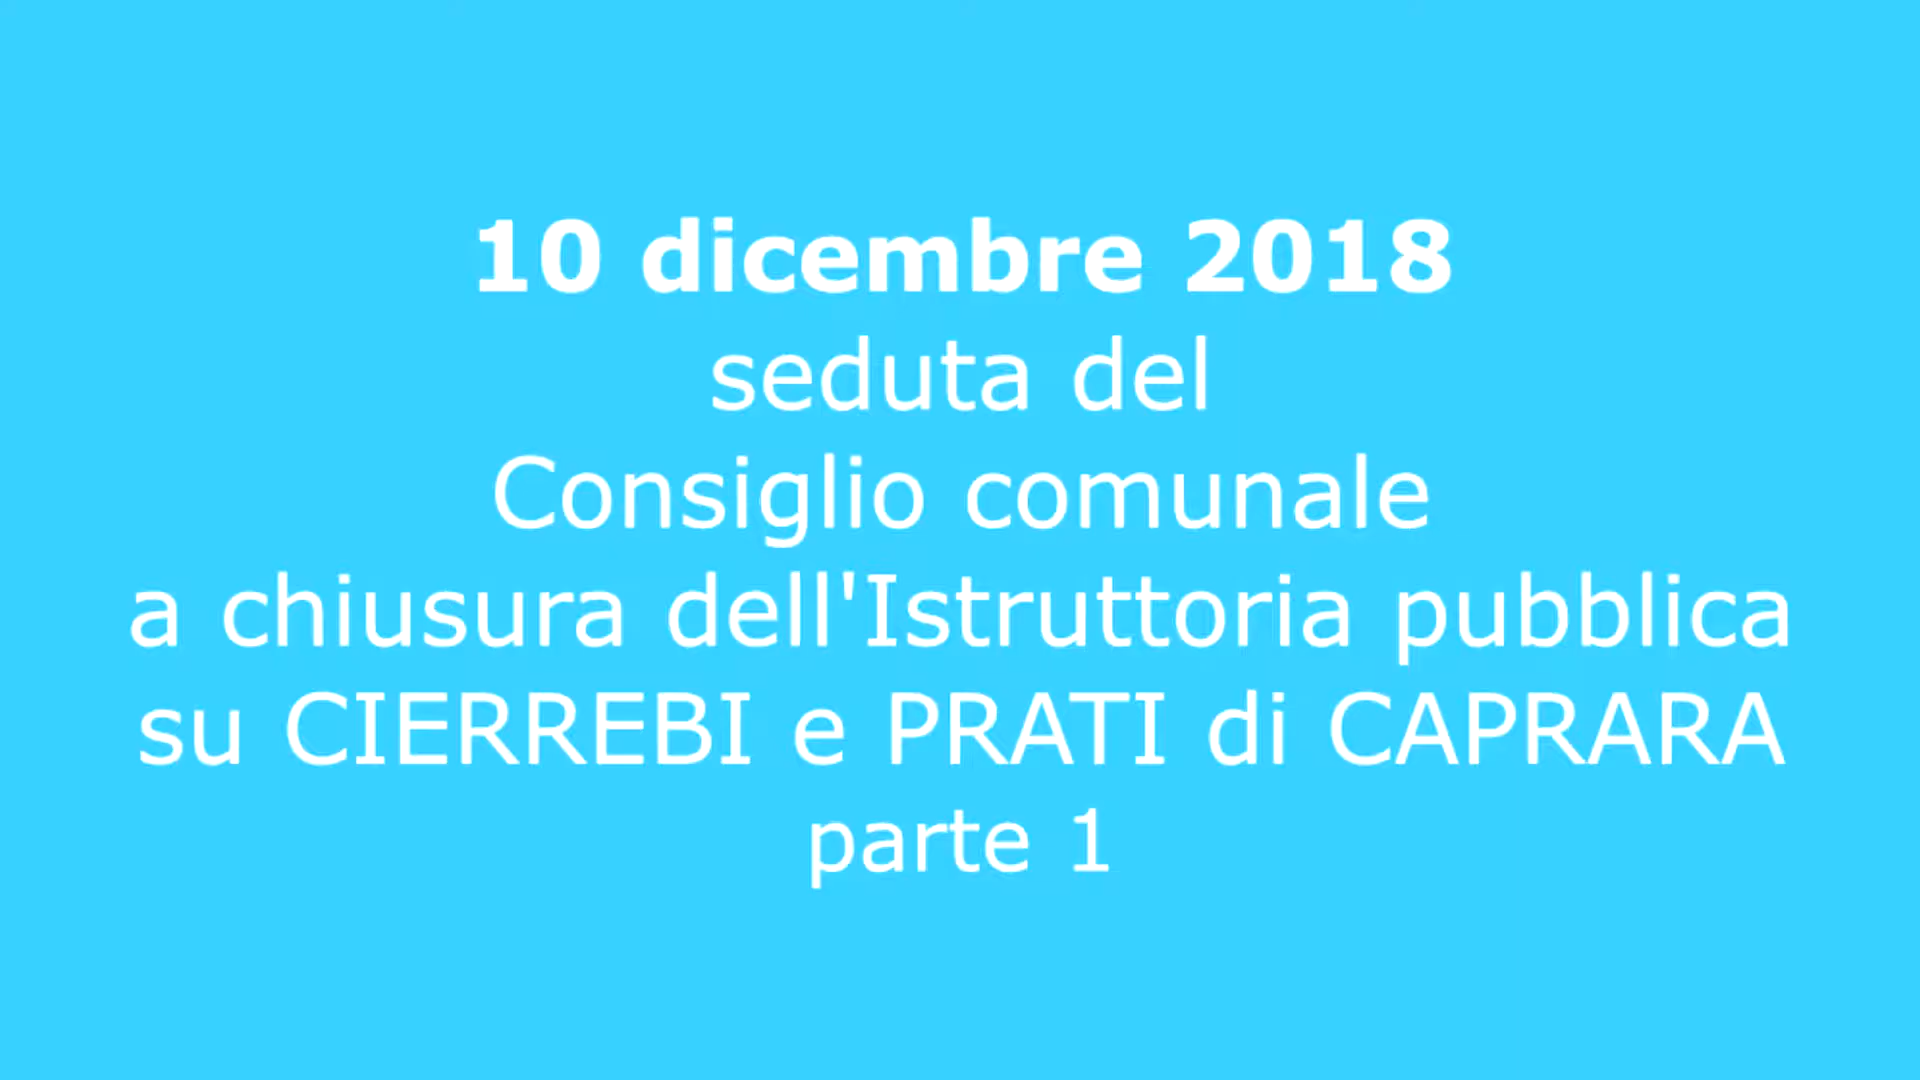 10 dicembre 2018
seduta del
Consiglio comunale
a chiusura dell'Istruttoria pubblica
su CIERREBI e PRATI di CAPRARA
parte 1